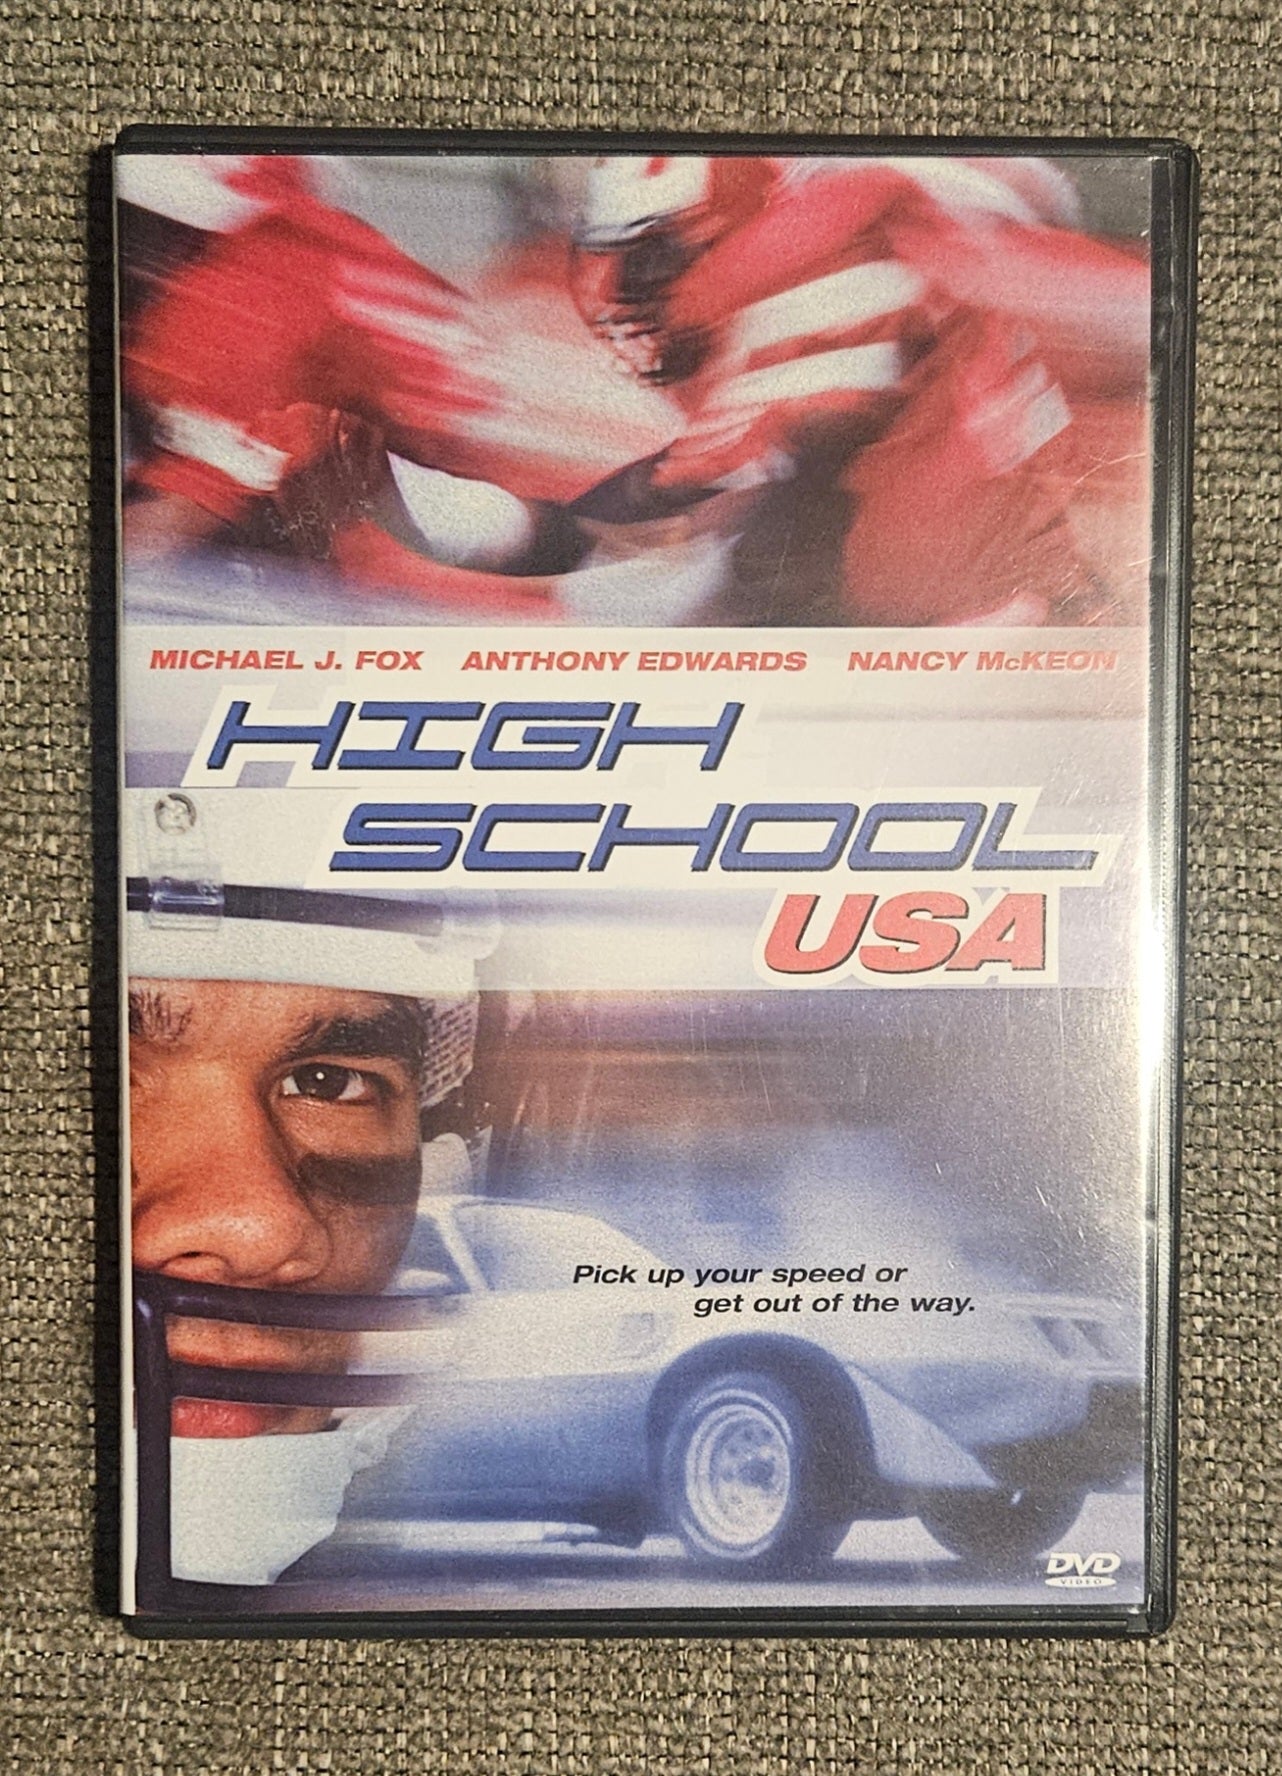 MICHAEL J. FOX ANTHONY EDWARDS NANCY McKEON
HIGH
SCHOOL
USA
Pick up your speed or
get out of the way.
DVD
VIDEO